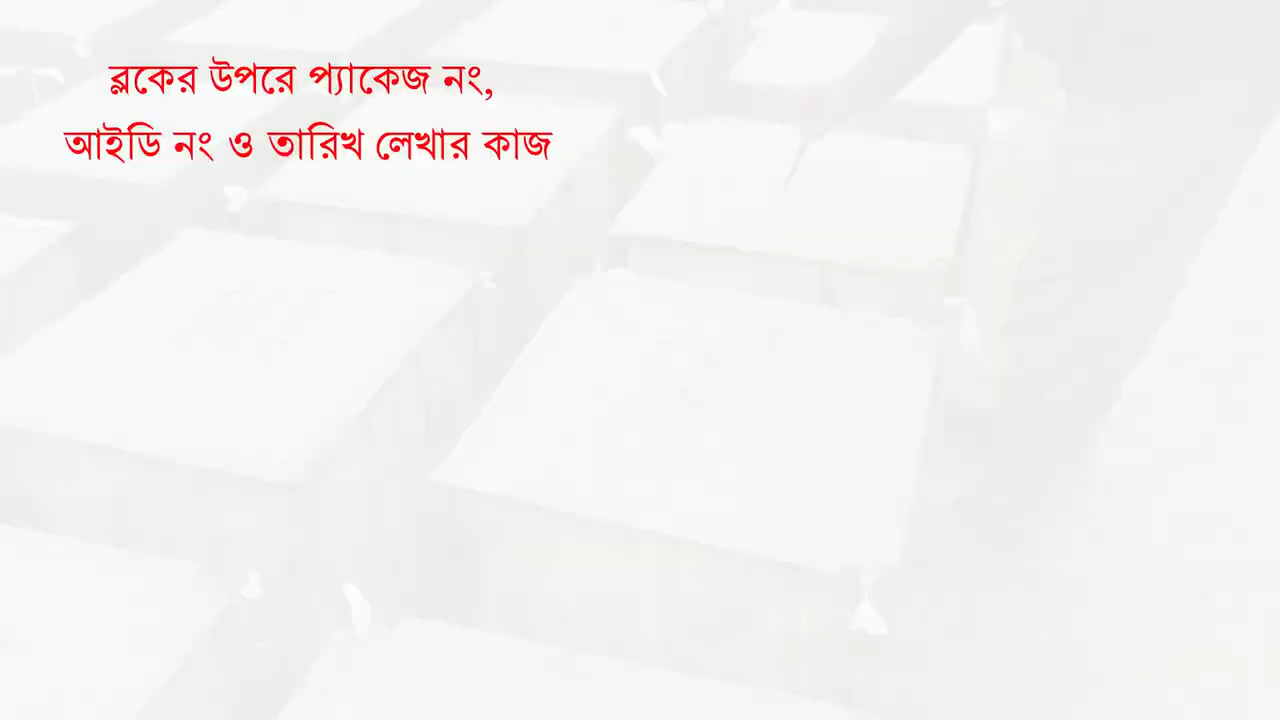 ব্লকের উপরে প্যাকেজ নং,
আইডি নং ও তারিখ লেখার কাজ